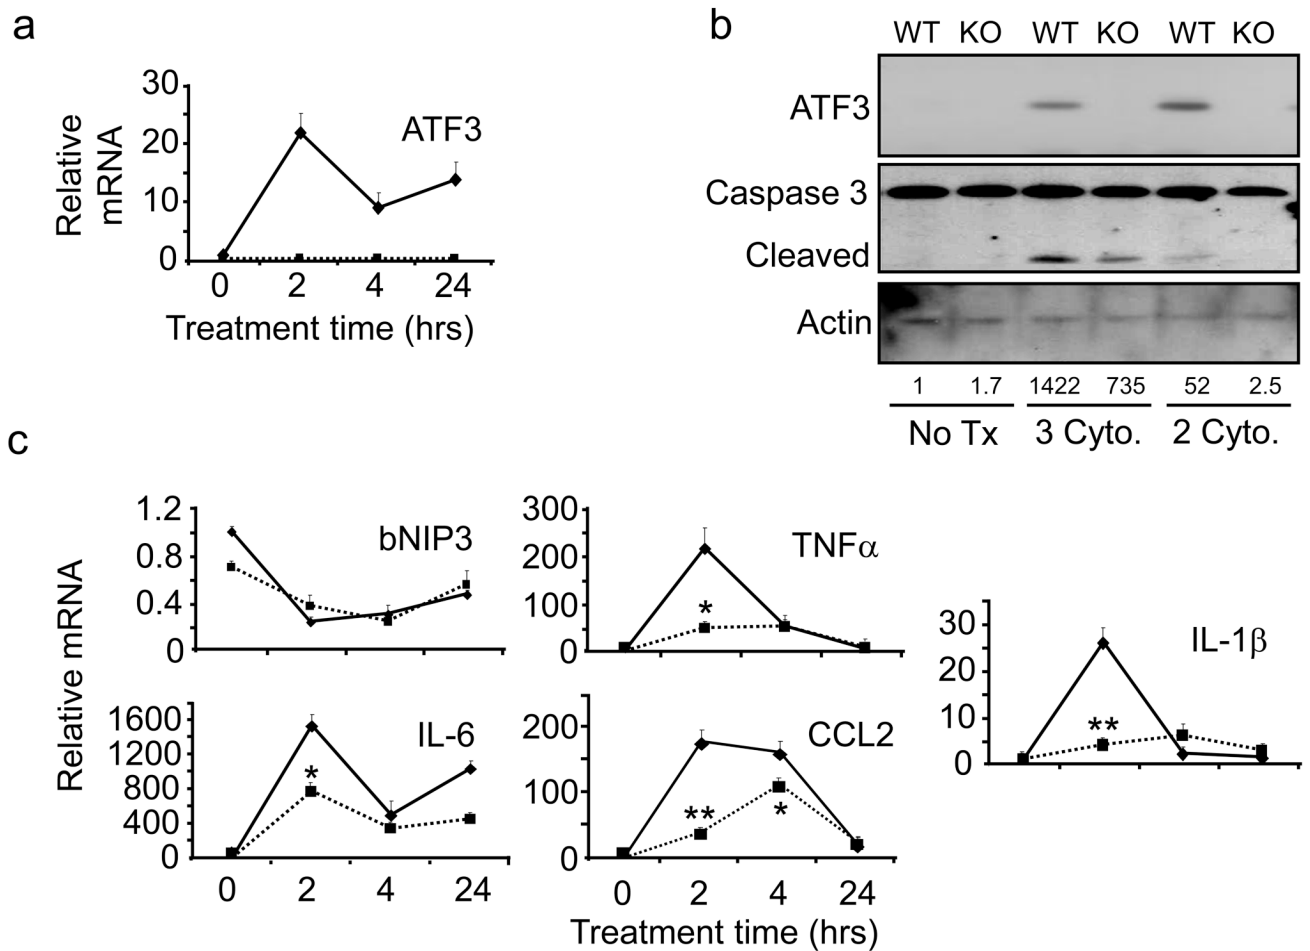 a
Relative
mRNA
30
20
10
0
ATF3
0 2 4 24
Treatment time (hrs)
b
WT KO WT KO WT KO
ATF3
Caspase 3
Cleaved
Actin
1 1.7 1422 735 52 2.5
No Tx 3 Cyto. 2 Cyto.
c
Relative mRNA
1.2
0.8
0.4
0
bNIP3
300
200
100
0
TNFα
*
30
20
10
0
IL-1β
**
1600
1200
800
400
0
IL-6
*
0 2 4 24
200
100
0
CCL2
**
*
0 2 4 24
Treatment time (hrs)